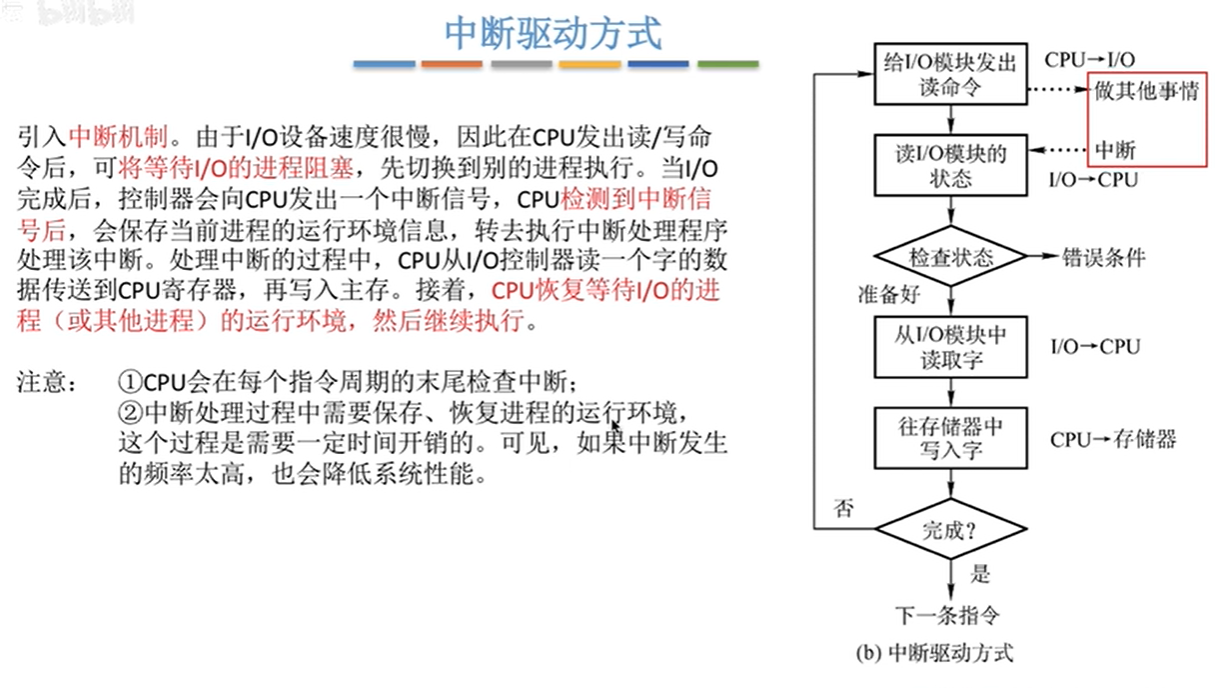 bilibili
中断驱动方式
引入中断机制。由于I/O设备速度很慢，因此在CPU发出读/写命
令后，可将等待I/O的进程阻塞，先切换到别的进程执行。当I/O
完成后，控制器会向CPU发出一个中断信号，CPU检测到中断信
号后，会保存当前进程的运行环境信息，转去执行中断处理程序
处理该中断。处理中断的过程中，CPU从I/O控制器读一个字的数
据传送到CPU寄存器，再写入主存。接着，CPU恢复等待I/O的进
程（或其他进程）的运行环境，然后继续执行。
注意： ①CPU会在每个指令周期的末尾检查中断；
②中断处理过程中需要保存、恢复进程的运行环境，
这个过程是需要一定时间开销的。可见，如果中断发生
的频率太高，也会降低系统性能。
给I/O模块发出
读命令
CPU→I/O
做其他事情
读I/O模块的
状态
中断
I/O→CPU
检查状态
错误条件
准备好
从I/O模块中
读取字
I/O→CPU
往存储器中
写入字
CPU→存储器
否
完成？
是
下一条指令
(b) 中断驱动方式